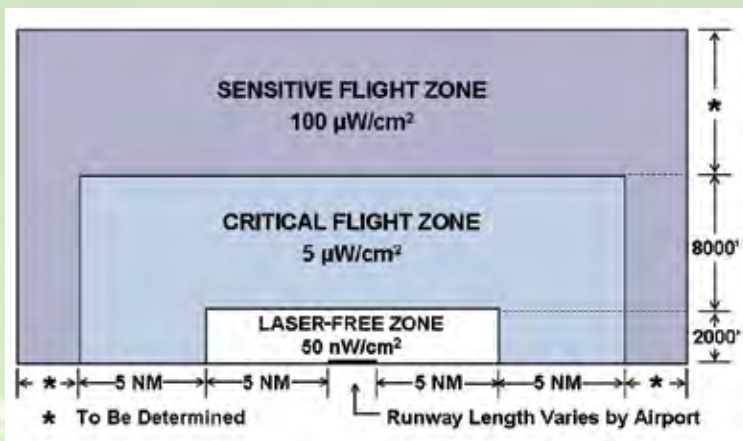 SENSITIVE FLIGHT ZONE
100 µW/cm²
*
CRITICAL FLIGHT ZONE
5 µW/cm²
8000'
LASER-FREE ZONE
50 nW/cm²
2000'
* 5 NM 5 NM 5 NM 5 NM *
* To Be Determined
Runway Length Varies by Airport